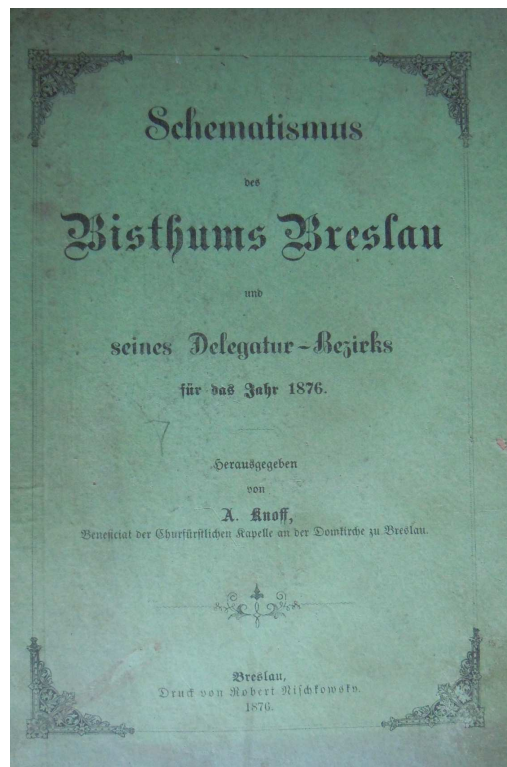 Schematismus
des
Bisthums Breslau
und
seines Delegatur-Bezirks
für das Jahr 1876.
7
Herausgegeben
von
A. Knoff,
Beneficiat der Churfürstlichen Kapelle an der Domkirche zu Breslau.
Breslau,
Druck von Robert Nischkowsky.
1876.